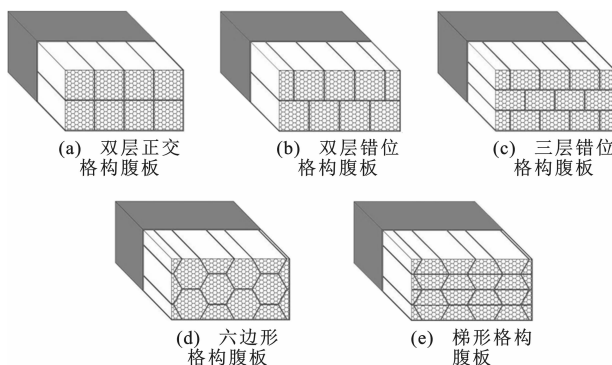 (a) 双层正交
格构腹板
(b) 双层错位
格构腹板
(c) 三层错位
格构腹板
(d) 六边形
格构腹板
(e) 梯形格构
腹板